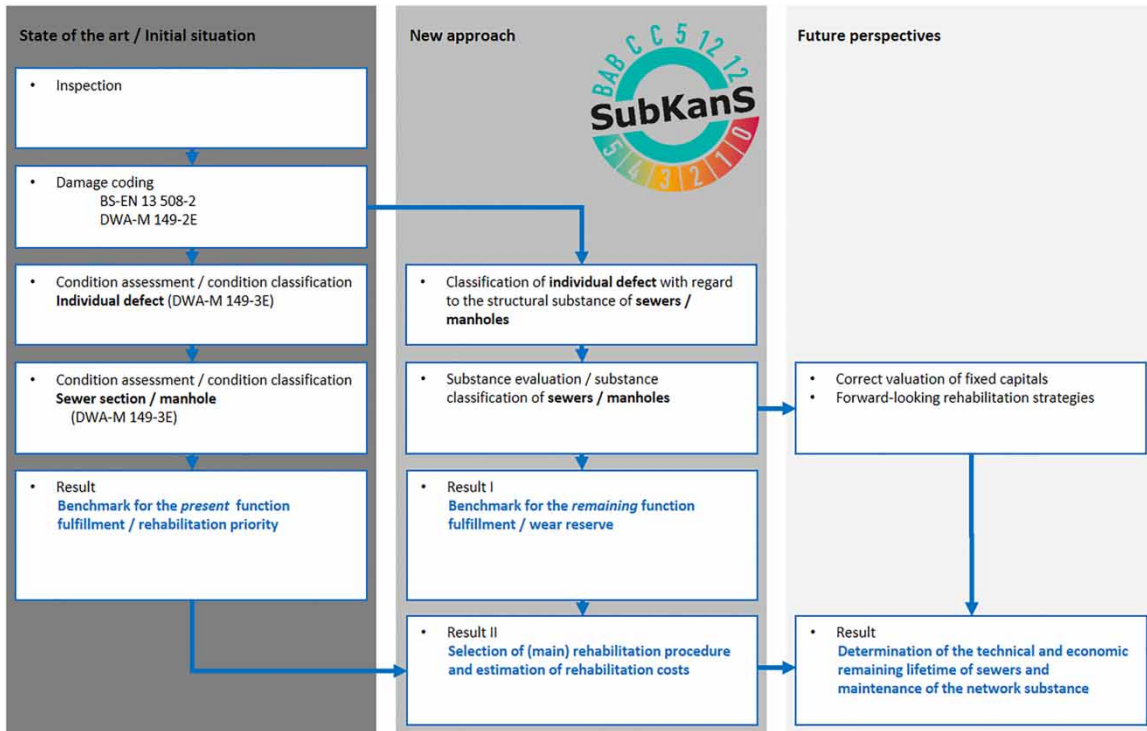 State of the art / Initial situation
• Inspection
• Damage coding
BS-EN 13 508-2
DWA-M 149-2E
• Condition assessment / condition classification
Individual defect (DWA-M 149-3E)
• Condition assessment / condition classification
Sewer section / manhole
(DWA-M 149-3E)
• Result
Benchmark for the present function
fulfillment / rehabilitation priority
New approach
BAB C C 5 12 12
SubKanS
5 4 3 2 1 0
• Classification of individual defect with regard
to the structural substance of sewers /
manholes
• Substance evaluation / substance
classification of sewers / manholes
• Result I
Benchmark for the remaining function
fulfillment / wear reserve
• Result II
Selection of (main) rehabilitation procedure
and estimation of rehabilitation costs
Future perspectives
• Correct valuation of fixed capitals
• Forward-looking rehabilitation strategies
• Result
Determination of the technical and economic
remaining lifetime of sewers and
maintenance of the network substance